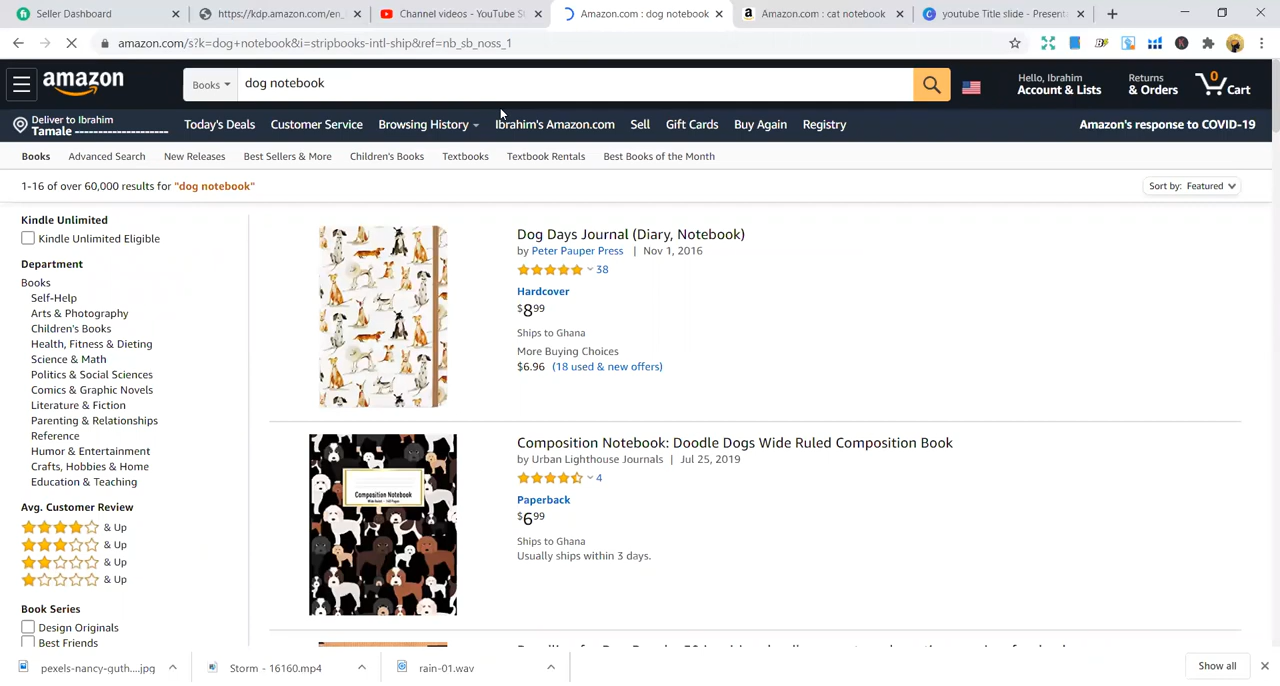 Seller Dashboard
https://kdp.amazon.com/en_
Channel videos - YouTube S
Amazon.com : dog notebook
Amazon.com : cat notebook
youtube Title slide - Present
amazon.com/s?k=dog+notebook&i=stripbooks-intl-ship&ref=nb_sb_noss_1
amazon
Books
dog notebook
Hello, Ibrahim
Account & Lists
Returns
& Orders
0
Cart
Deliver to Ibrahim
Tamale
Today's Deals
Customer Service
Browsing History
Ibrahim's Amazon.com
Sell
Gift Cards
Buy Again
Registry
Amazon's response to COVID-19
Books
Advanced Search
New Releases
Best Sellers & More
Children's Books
Textbooks
Textbook Rentals
Best Books of the Month
1-16 of over 60,000 results for "dog notebook"
Sort by: Featured
Kindle Unlimited
Kindle Unlimited Eligible
Department
Books
Self-Help
Arts & Photography
Children's Books
Health, Fitness & Dieting
Science & Math
Politics & Social Sciences
Comics & Graphic Novels
Literature & Fiction
Parenting & Relationships
Reference
Humor & Entertainment
Crafts, Hobbies & Home
Education & Teaching
Avg. Customer Review
& Up
& Up
& Up
& Up
Book Series
Design Originals
Best Friends
Dog Days Journal (Diary, Notebook)
by Peter Pauper Press | Nov 1, 2016
38
Hardcover
$8 99
Ships to Ghana
More Buying Choices
$6.96 (18 used & new offers)
Composition Notebook
Composition Notebook: Doodle Dogs Wide Ruled Composition Book
by Urban Lighthouse Journals | Jul 25, 2019
4
Paperback
$6 99
Ships to Ghana
Usually ships within 3 days.
pexels-nancy-guth....jpg
Storm - 16160.mp4
rain-01.wav
Show all